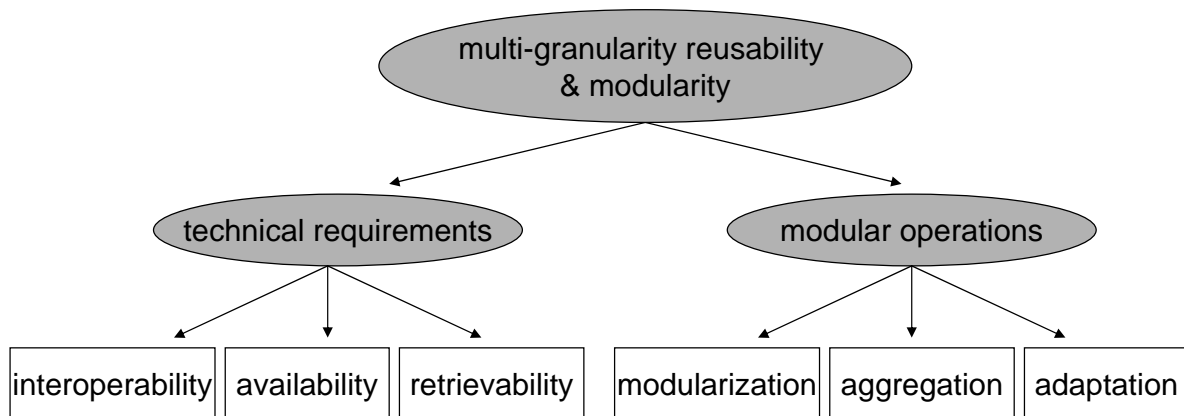 multi-granularity reusability
& modularity
technical requirements
modular operations
interoperability
availability
retrievability
modularization
aggregation
adaptation